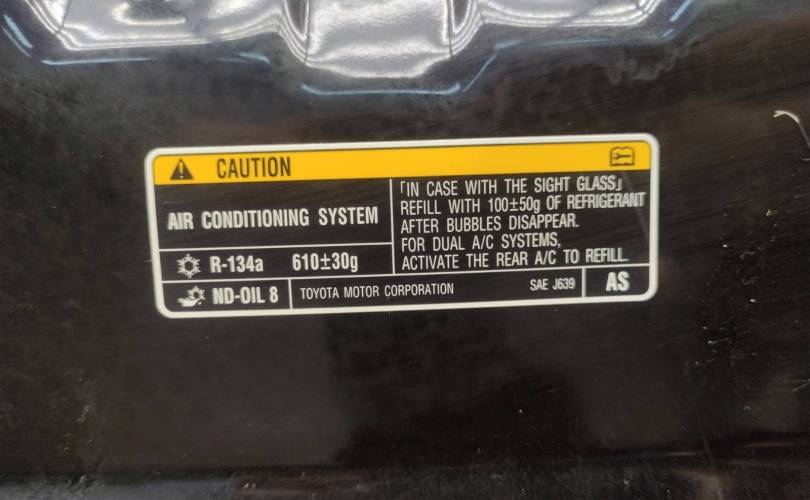 CAUTION
AIR CONDITIONING SYSTEM
R-134a 610±30g
「IN CASE WITH THE SIGHT GLASS」
REFILL WITH 100±50g OF REFRIGERANT
AFTER BUBBLES DISAPPEAR.
FOR DUAL A/C SYSTEMS,
ACTIVATE THE REAR A/C TO REFILL.
ND-OIL 8 TOYOTA MOTOR CORPORATION SAE J639 AS